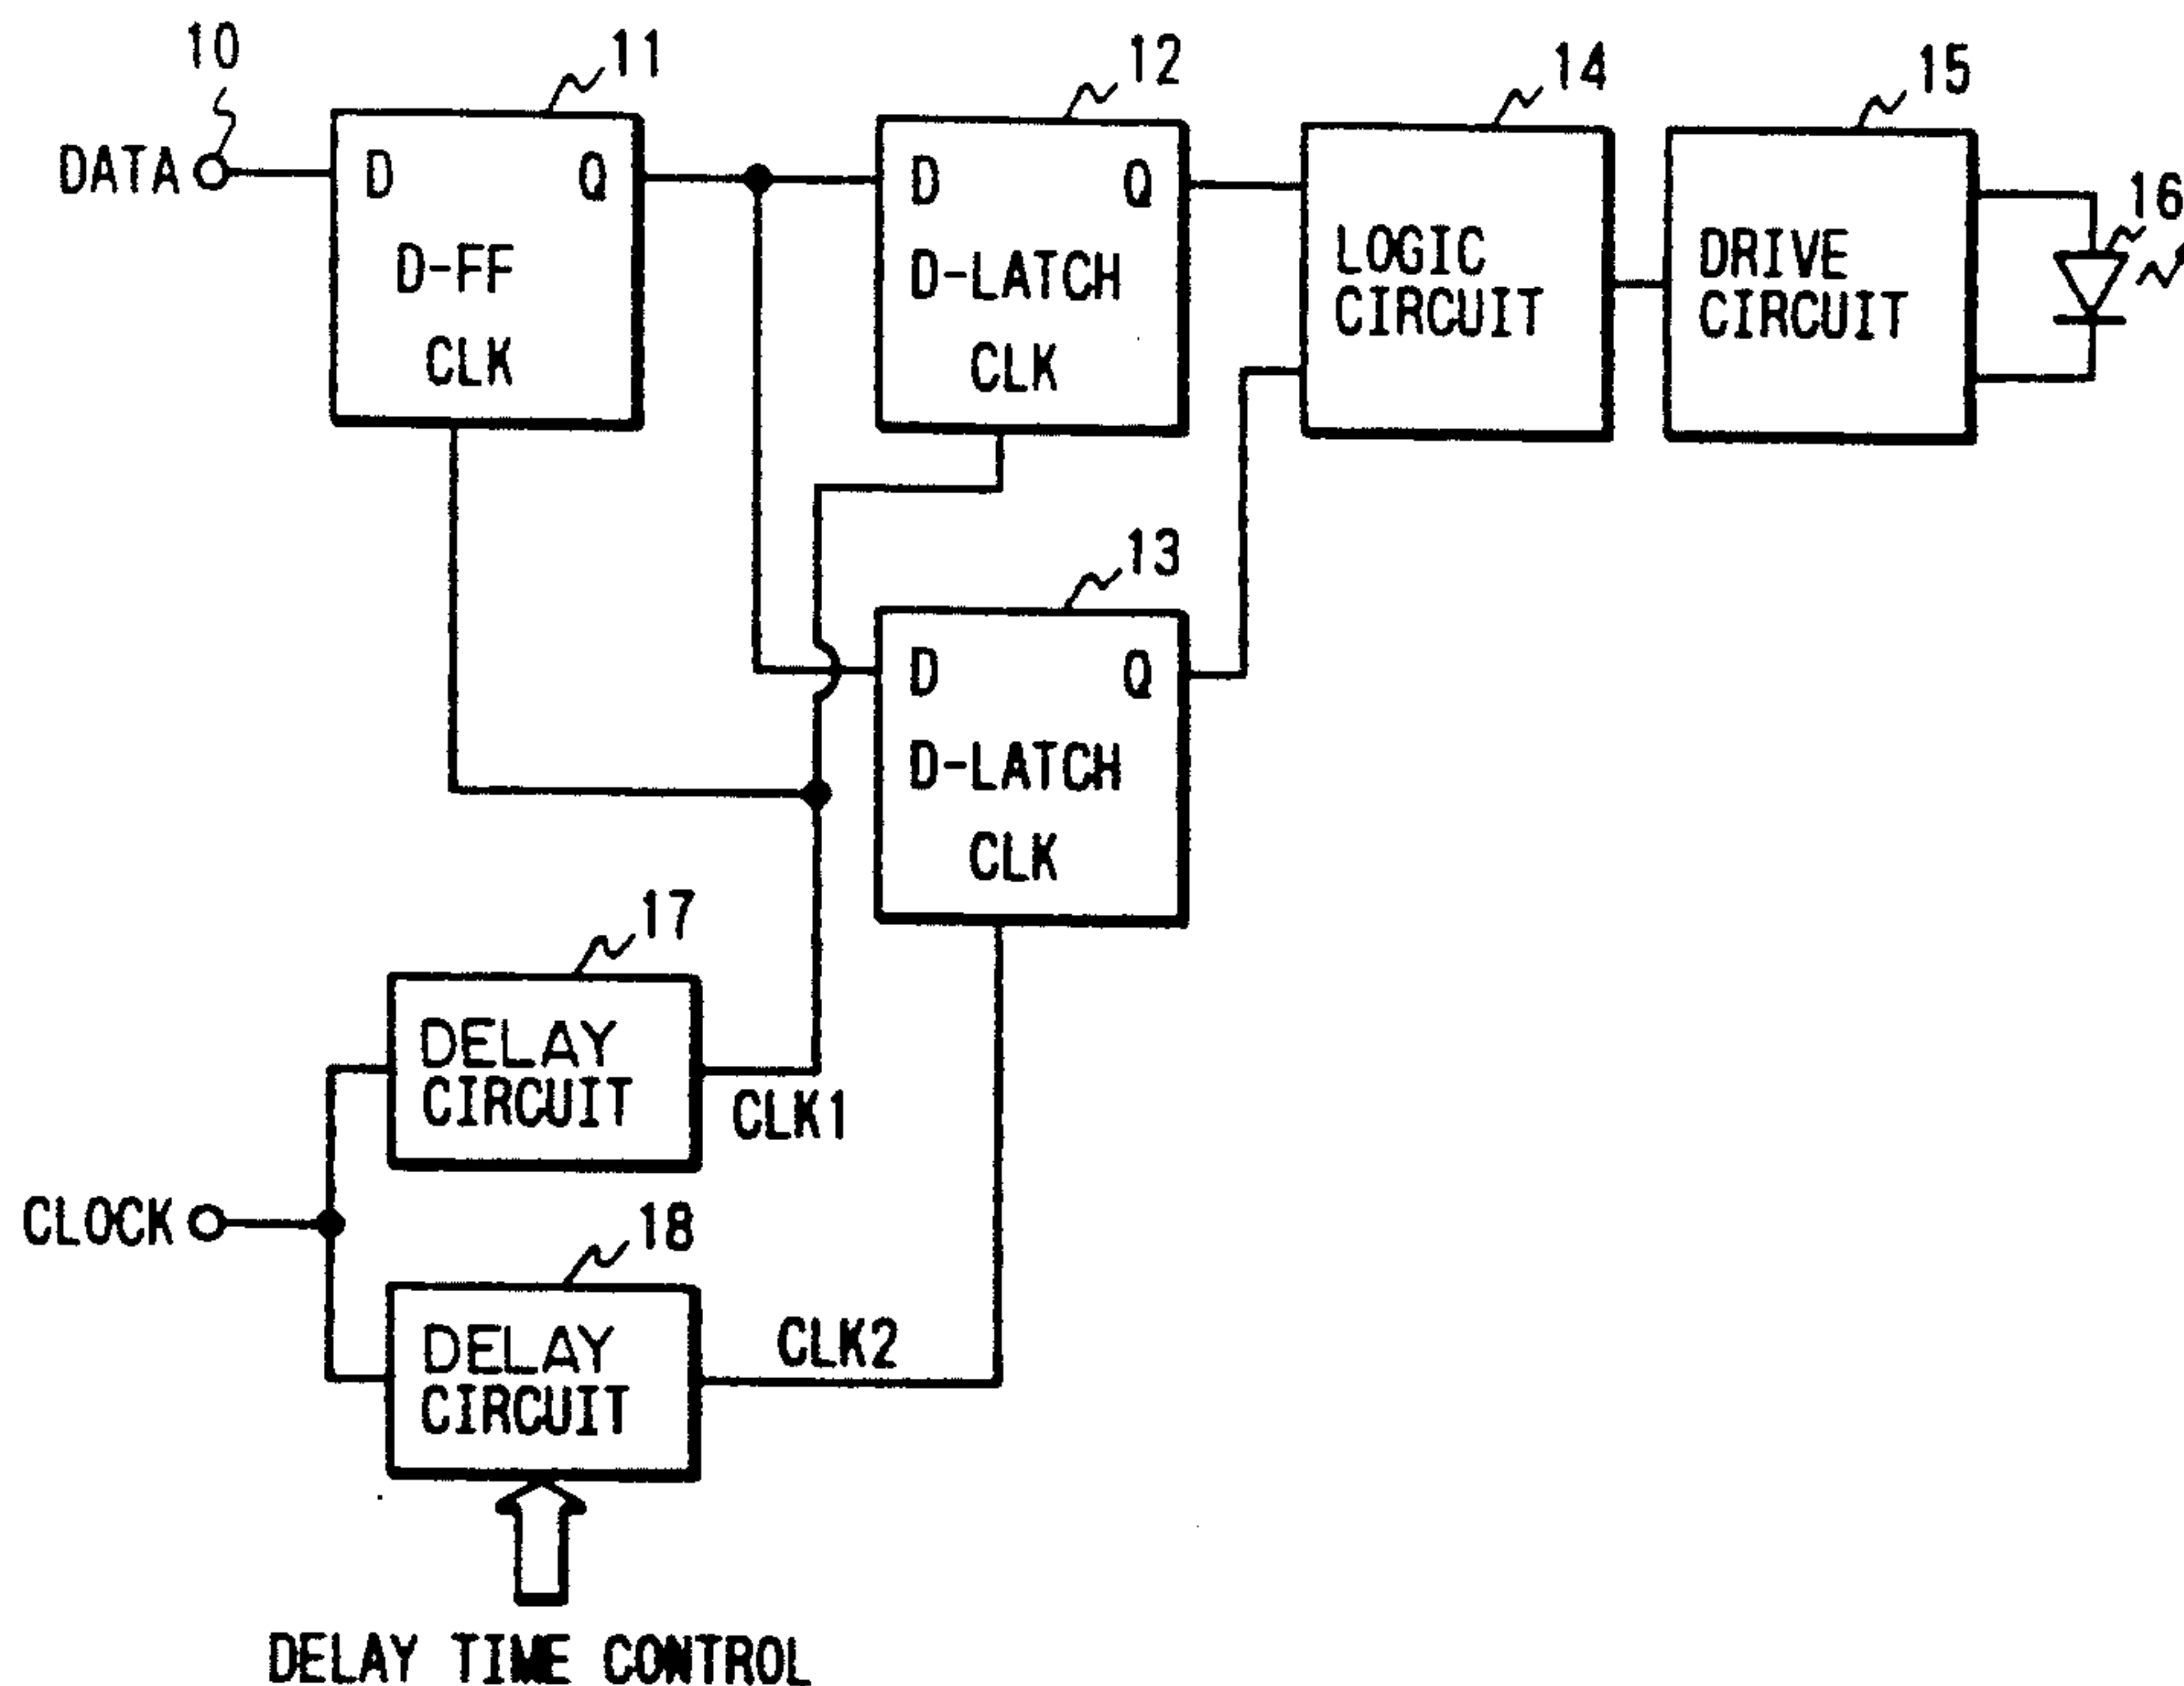 10
11
12
14
15
DATA
D
Q
D-FF
CLK
D
Q
D-LATCH
CLK
LOGIC
CIRCUIT
DRIVE
CIRCUIT
16
13
D
Q
D-LATCH
CLK
17
DELAY
CIRCUIT
CLK1
CLOCK
18
DELAY
CIRCUIT
CLK2
DELAY TIME CONTROL